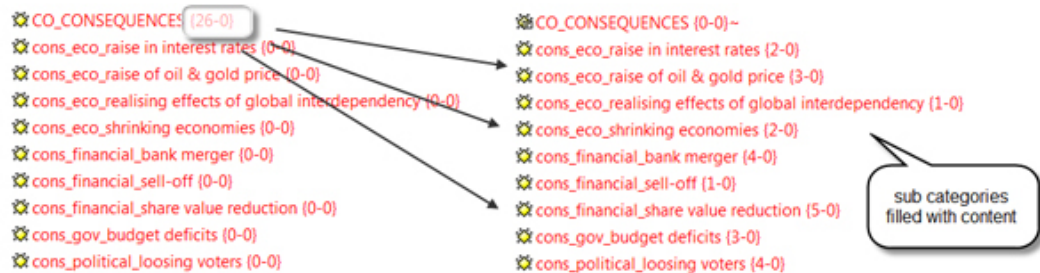 CO_CONSEQUENCES {26-0}
cons_eco_raise in interest rates {0-0}
cons_eco_raise of oil & gold price {0-0}
cons_eco_realising effects of global interdependency {0-0}
cons_eco_shrinking economies {0-0}
cons_financial_bank merger {0-0}
cons_financial_sell-off {0-0}
cons_financial_share value reduction {0-0}
cons_gov_budget deficits {0-0}
cons_political_loosing voters {0-0}
CO_CONSEQUENCES {0-0}~
cons_eco_raise in interest rates {2-0}
cons_eco_raise of oil & gold price {3-0}
cons_eco_realising effects of global interdependency {1-0}
cons_eco_shrinking economies {2-0}
cons_financial_bank merger {4-0}
cons_financial_sell-off {1-0}
cons_financial_share value reduction {5-0}
cons_gov_budget deficits {3-0}
cons_political_loosing voters {4-0}
sub categories
filled with content